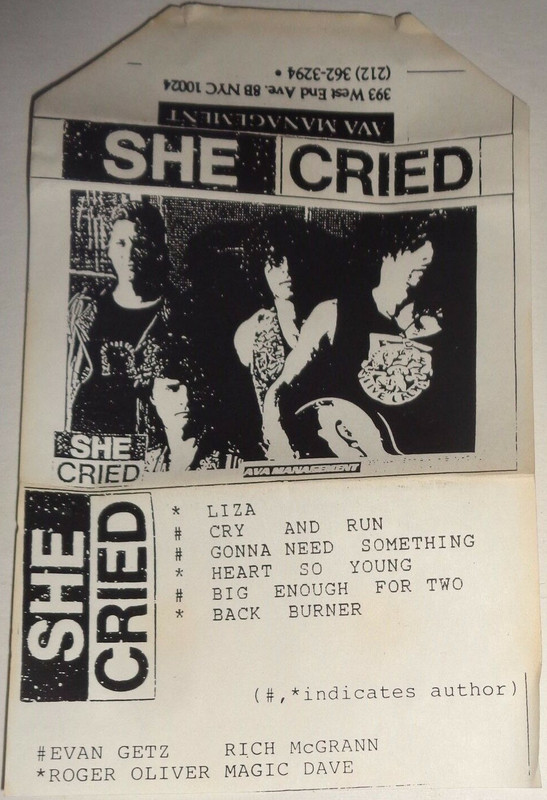 (212) 362-3294 •
393 West End Ave. 8B NYC 10024
AVA MANAGEMENT
SHE CRIED
SHE
CRIED
AVA MANAGEMENT
SHE
CRIED
* LIZA
# CRY AND RUN
# GONNA NEED SOMETHING
* HEART SO YOUNG
# BIG ENOUGH FOR TWO
* BACK BURNER
(#,*indicates author)
#EVAN GETZ RICH McGRANN
*ROGER OLIVER MAGIC DAVE